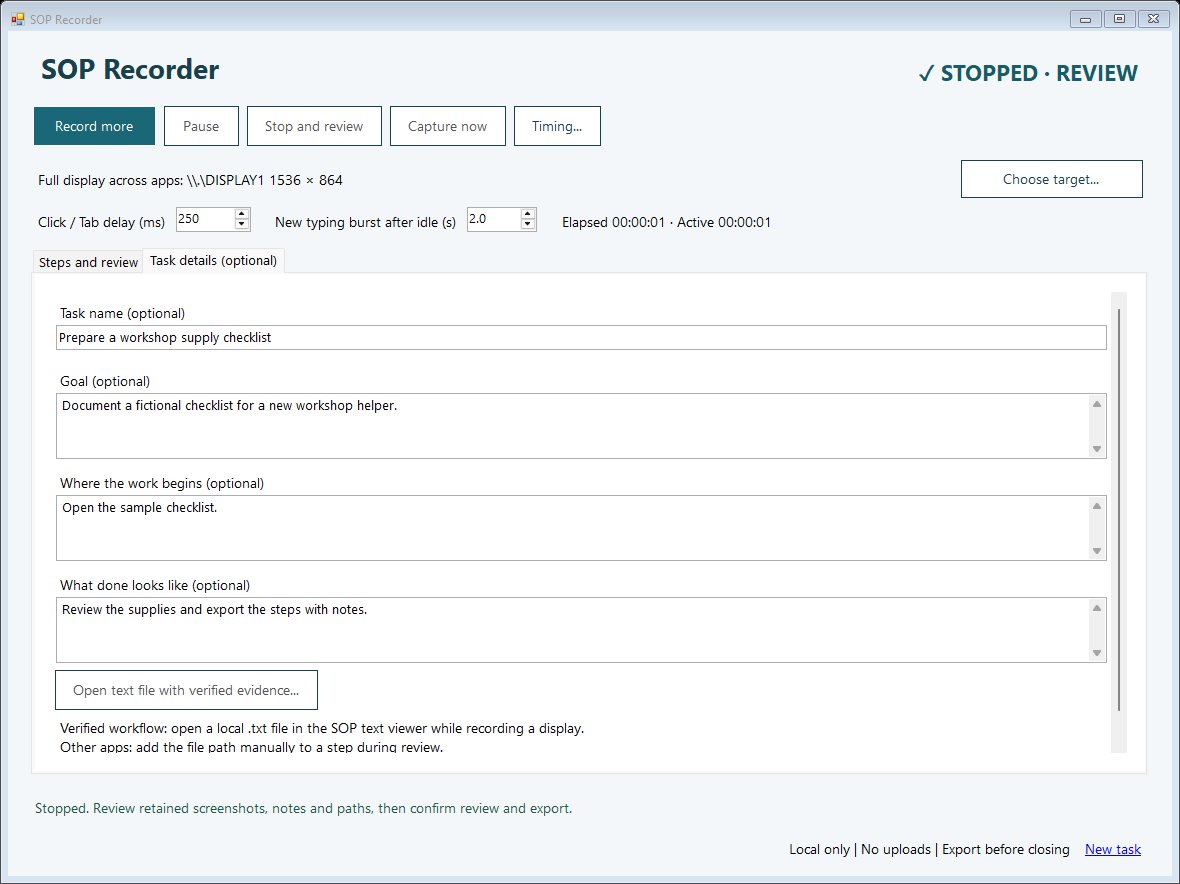 SOP Recorder
SOP Recorder
✓ STOPPED · REVIEW
Record more
Pause
Stop and review
Capture now
Timing...
Full display across apps: \\.\DISPLAY1 1536 × 864
Choose target...
Click / Tab delay (ms) 250 New typing burst after idle (s) 2.0 Elapsed 00:00:01 · Active 00:00:01
Steps and review
Task details (optional)
Task name (optional)
Prepare a workshop supply checklist
Goal (optional)
Document a fictional checklist for a new workshop helper.
Where the work begins (optional)
Open the sample checklist.
What done looks like (optional)
Review the supplies and export the steps with notes.
Open text file with verified evidence...
Verified workflow: open a local .txt file in the SOP text viewer while recording a display.
Other apps: add the file path manually to a step during review.
Stopped. Review retained screenshots, notes and paths, then confirm review and export.
Local only | No uploads | Export before closing
New task